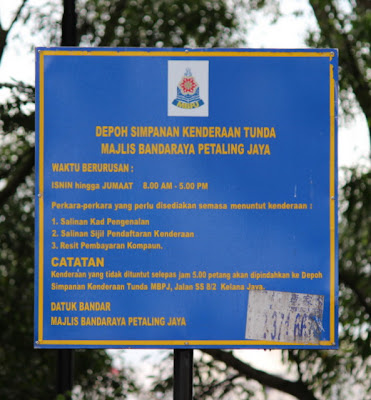 MBPJ
DEPOH SIMPANAN KENDERAAN TUNDA
MAJLIS BANDARAYA PETALING JAYA
WAKTU BERURUSAN :
ISNIN hingga JUMAAT 8.00 AM - 5.00 PM
Perkara-perkara yang perlu disediakan semasa menuntut kenderaan :
1. Salinan Kad Pengenalan
2. Salinan Sijil Pendaftaran Kenderaan
3. Resit Pembayaran Kompaun.
CATATAN
Kenderaan yang tidak dituntut selepas jam 5.00 petang akan dipindahkan ke Depoh
Simpanan Kenderaan Tunda MBPJ, Jalan SS 8/2 Kelana Jaya.
DATUK BANDAR
MAJLIS BANDARAYA PETALING JAYA